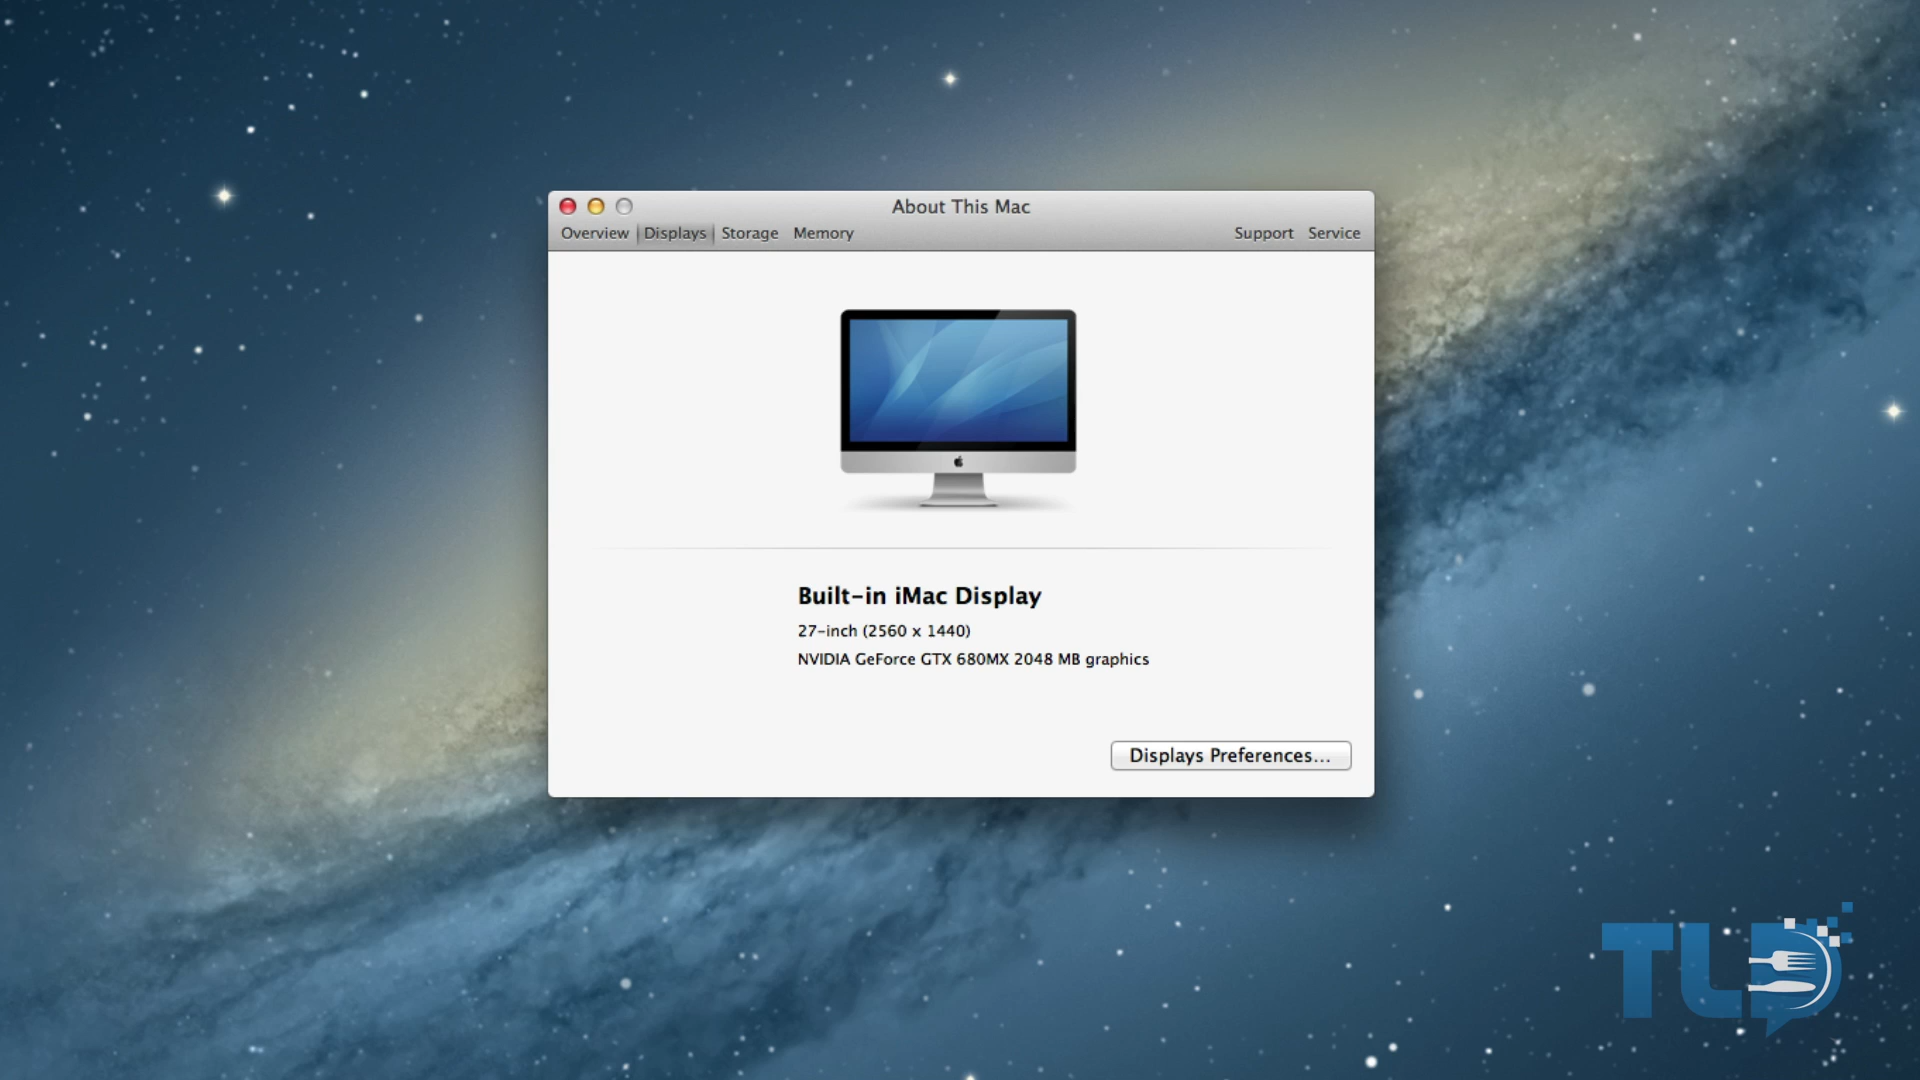 About This Mac
Overview Displays Storage Memory Support Service
Built-in iMac Display
27-inch (2560 x 1440)
NVIDIA GeForce GTX 680MX 2048 MB graphics
Displays Preferences...
TLD